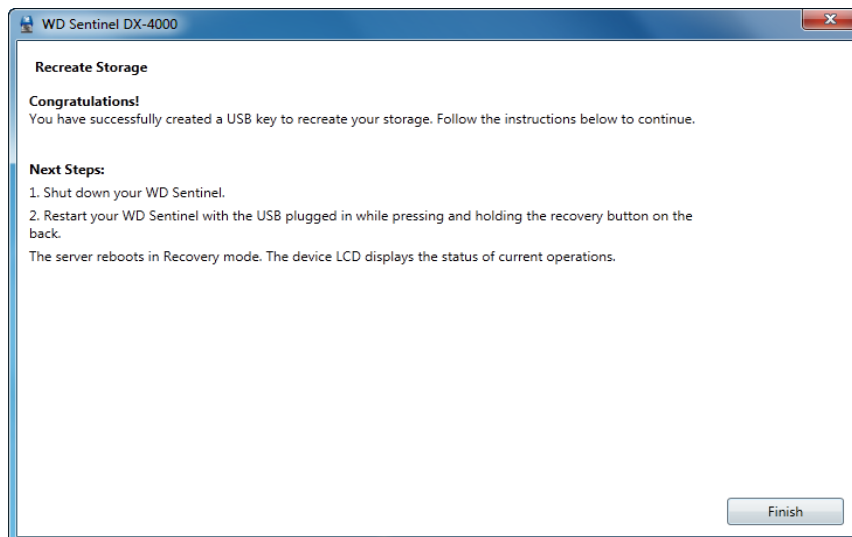 WD Sentinel DX-4000
Recreate Storage
Congratulations!
You have successfully created a USB key to recreate your storage. Follow the instructions below to continue.
Next Steps:
1. Shut down your WD Sentinel.
2. Restart your WD Sentinel with the USB plugged in while pressing and holding the recovery button on the
back.
The server reboots in Recovery mode. The device LCD displays the status of current operations.
Finish